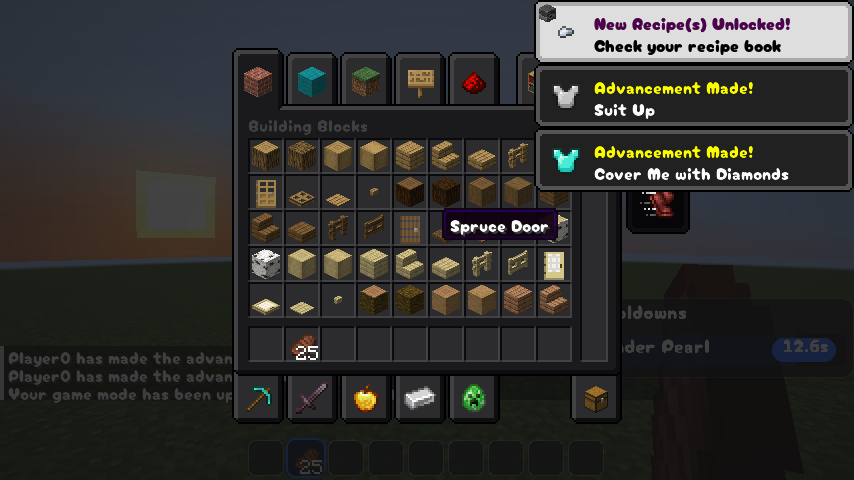 New Recipe(s) Unlocked!
Check your recipe book
Advancement Made!
Suit Up
Advancement Made!
Cover Me with Diamonds
Building Blocks
Spruce Door
25
12.6s
Pearl
Player0 has made the advan
Player0 has made the advan
Your game mode has been up
25